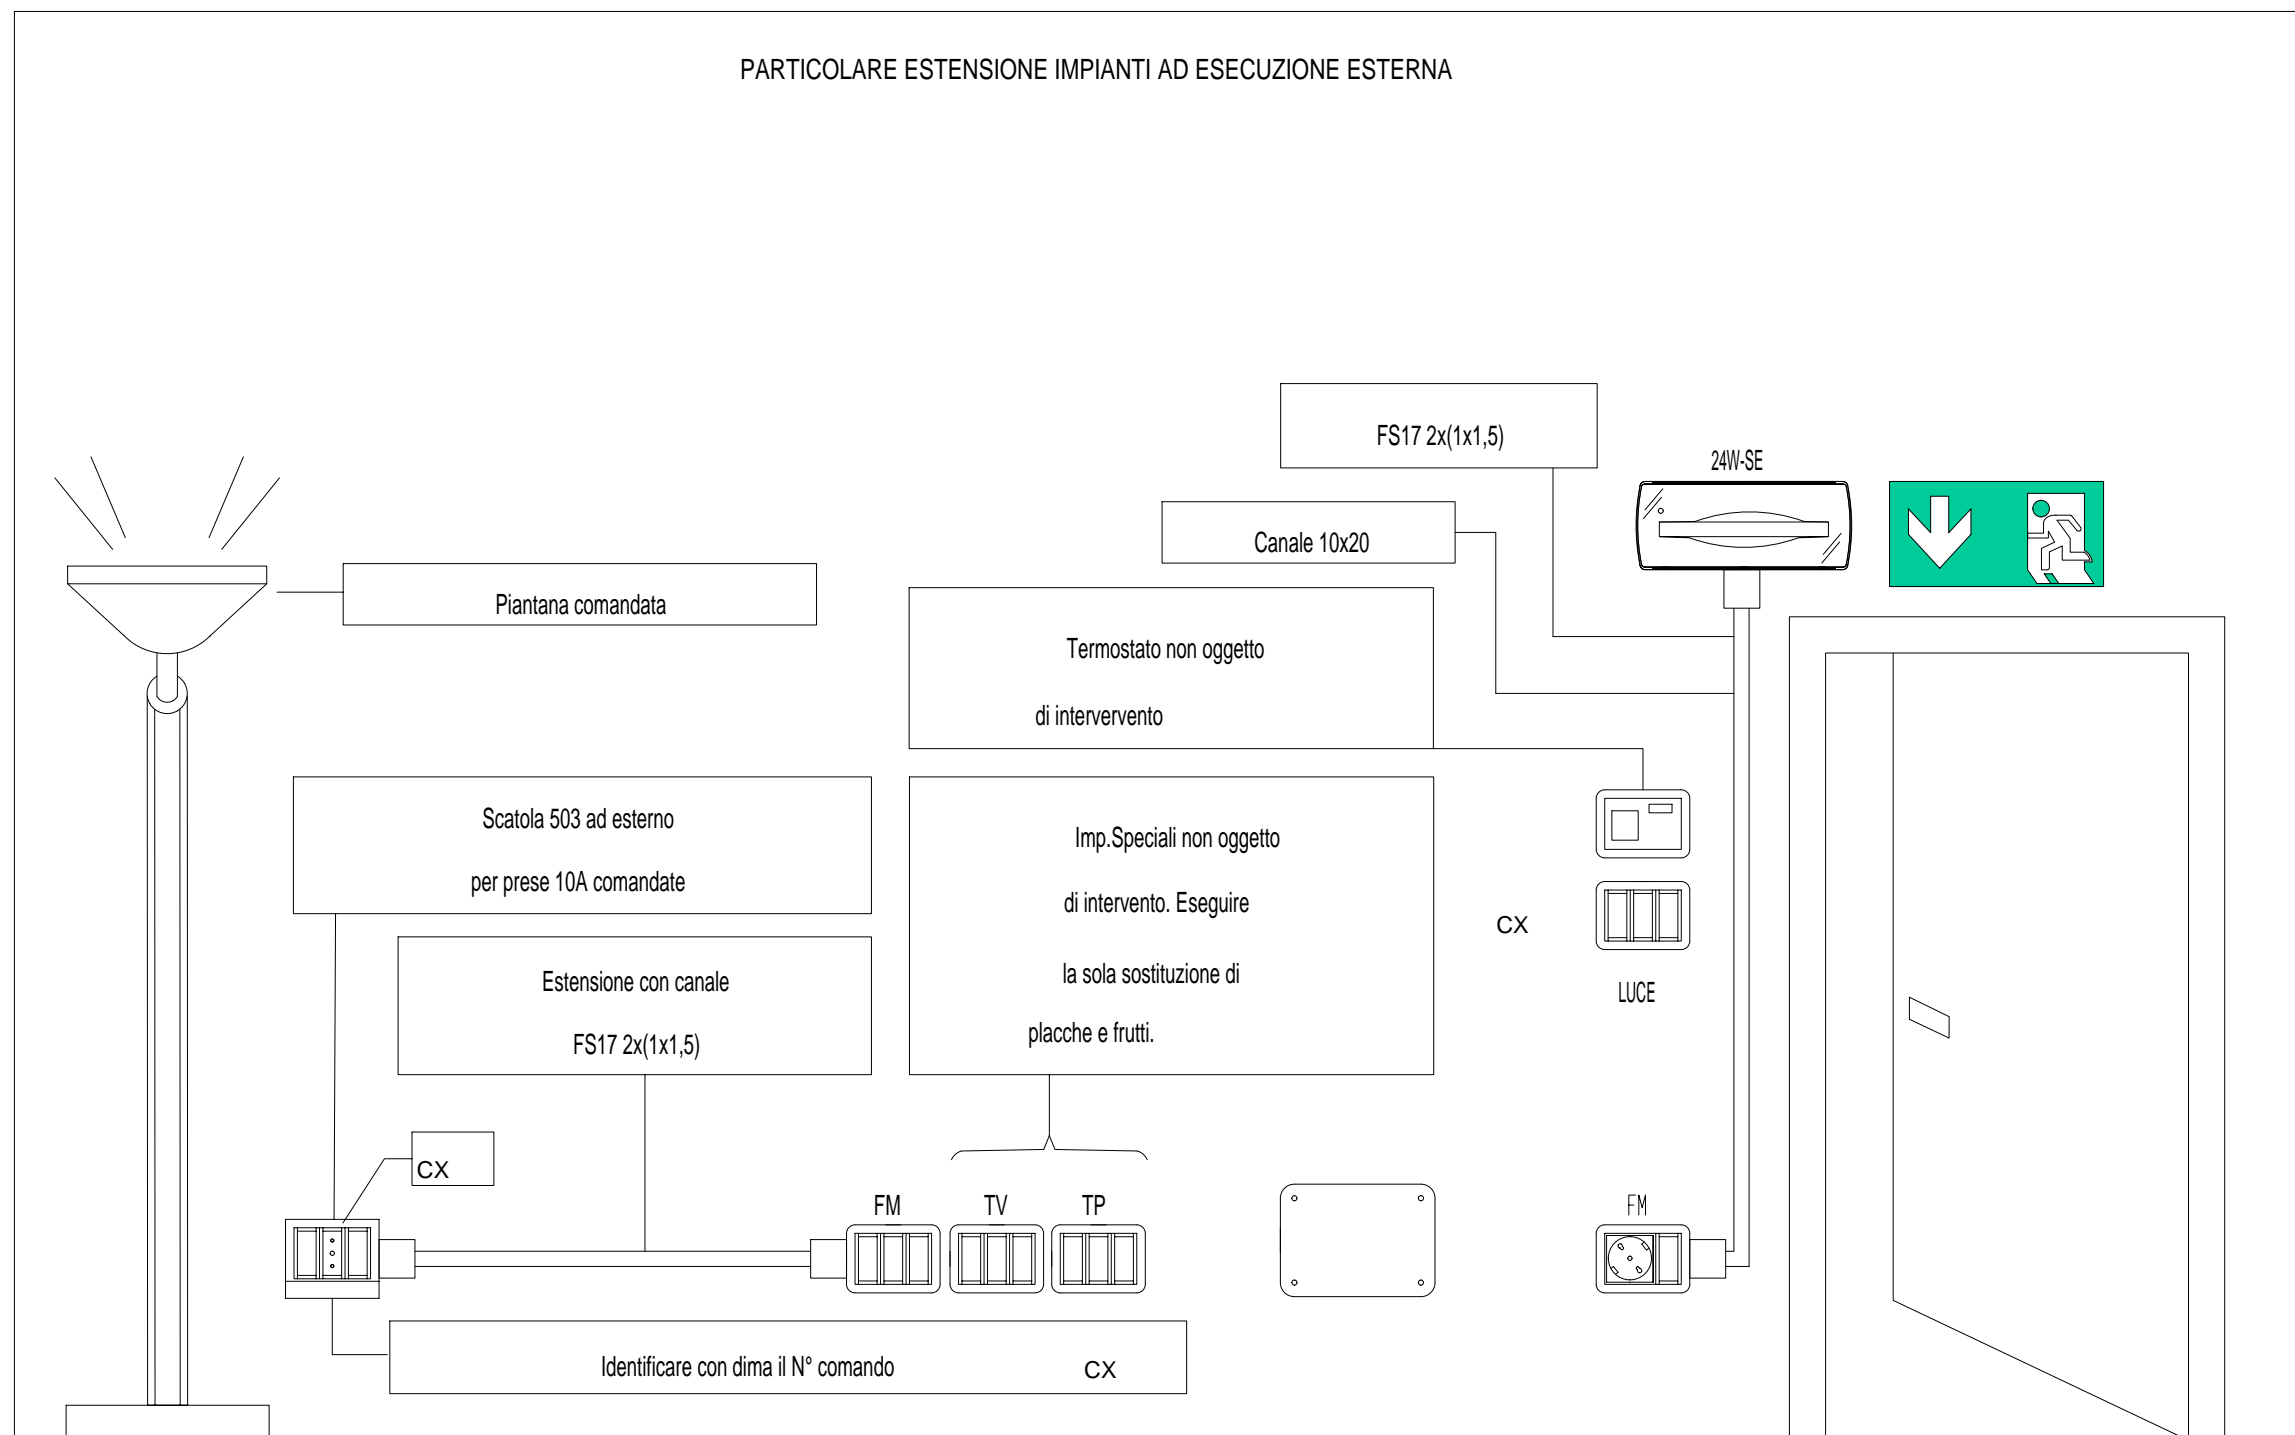 PARTICOLARE ESTENSIONE IMPIANTI AD ESECUZIONE ESTERNA
FS17 2x(1x1,5)
24W-SE
Canale 10x20
Piantana comandata
Termostato non oggetto
di intervervento
Scatola 503 ad esterno
per prese 10A comandate
Imp.Speciali non oggetto
di intervento. Eseguire
la sola sostituzione di
placche e frutti.
CX
LUCE
Estensione con canale
FS17 2x(1x1,5)
CX
FM
TV
TP
FM
Identificare con dima il N° comando CX